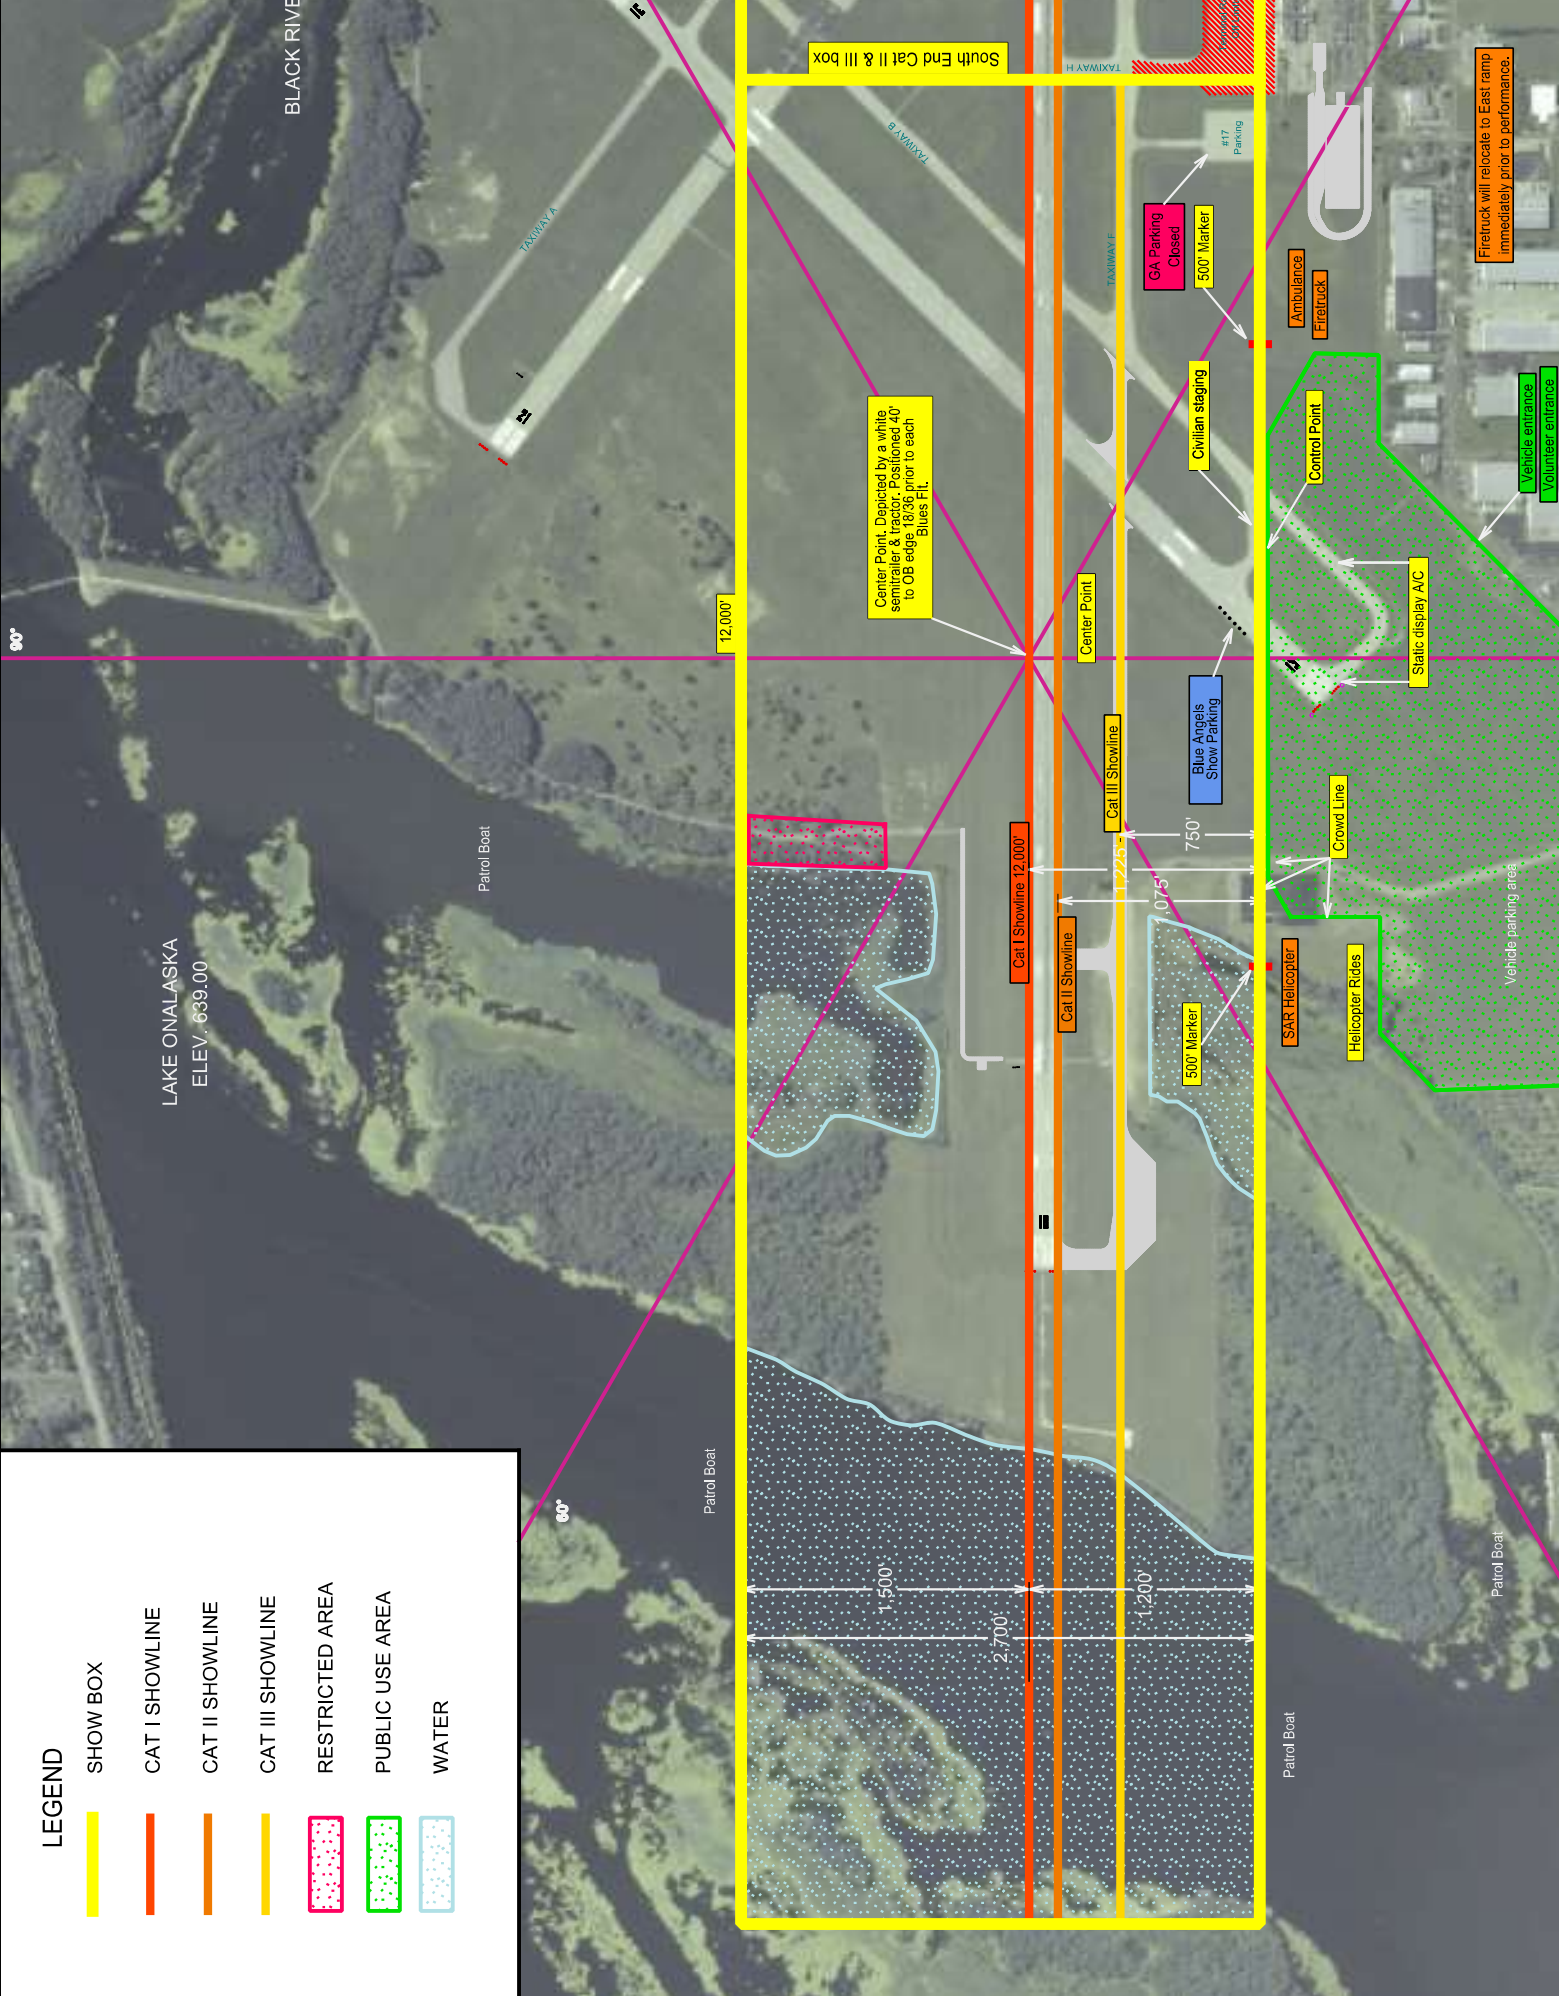 LEGEND
SHOW BOX
CAT I SHOWLINE
CAT II SHOWLINE
CAT III SHOWLINE
RESTRICTED AREA
PUBLIC USE AREA
WATER
BLACK RIVE
LAKE ONALASKA
ELEV. 639.00
90°
60°
Patrol Boat
Patrol Boat
Patrol Boat
Patrol Boat
TAXIWAY A
TAXIWAY B
TAXIWAY F
TAXIWAY H
South End Cat II & III box
12,000'
Center Point. Depicted by a white
semitrailer & tractor. Positioned 40'
to OB edge 18/36 prior to each
Blues Flt.
Center Point
Cat I Showline 12,000'
Cat II Showline
Cat III Showline
1,225'
,075'
750'
1,500'
2,700'
1,200'
#17
Parking
GA Parking
Closed
500' Marker
Civilian staging
Blue Angels
Show Parking
500' Marker
Ambulance
Firetruck
Firetruck will relocate to East ramp
immediately prior to performance.
Control Point
Static display A/C
Vehicle entrance
Volunteer entrance
Crowd Line
Vehicle parking area
SAR Helicopter
Helicopter Rides